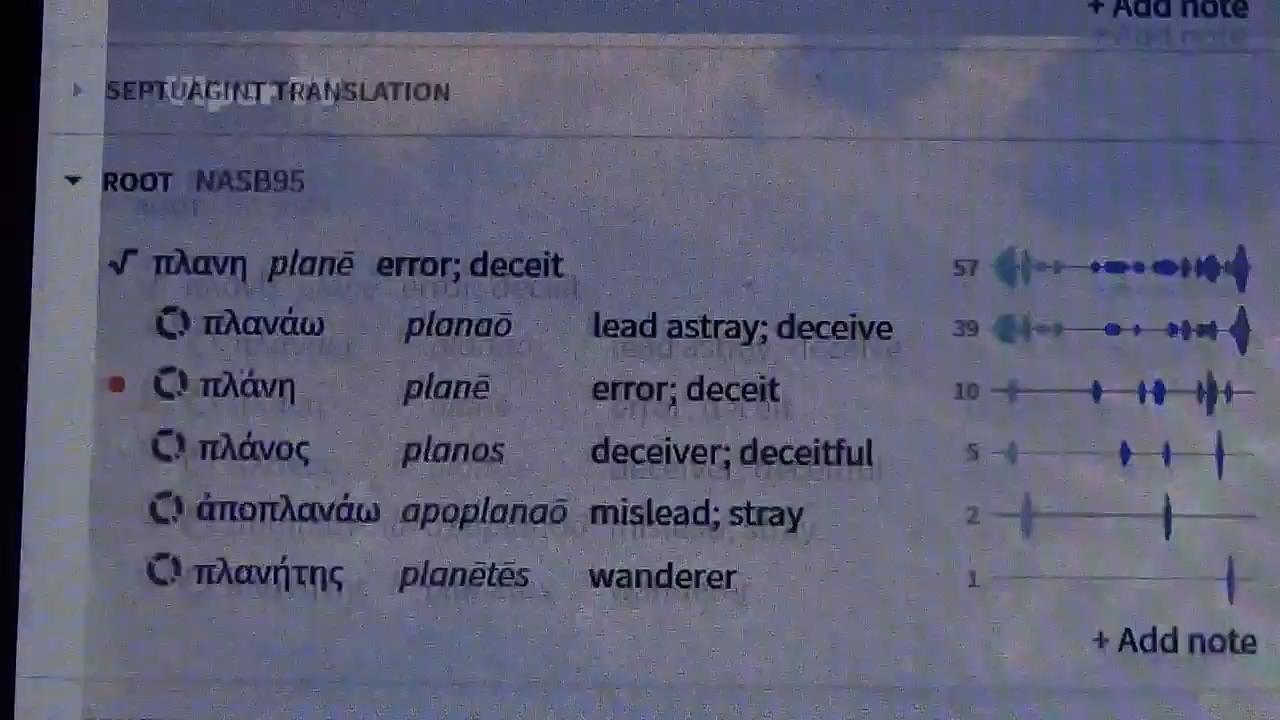 + Add note
SEPTUAGINT TRANSLATION
ROOT NASB95
√ πλανη planē error; deceit 57
πλανάω planaō lead astray; deceive 39
πλάνη planē error; deceit 10
πλάνος planos deceiver; deceitful 5
ἀποπλανάω apoplanaō mislead; stray 2
πλανήτης planētēs wanderer 1
+ Add note